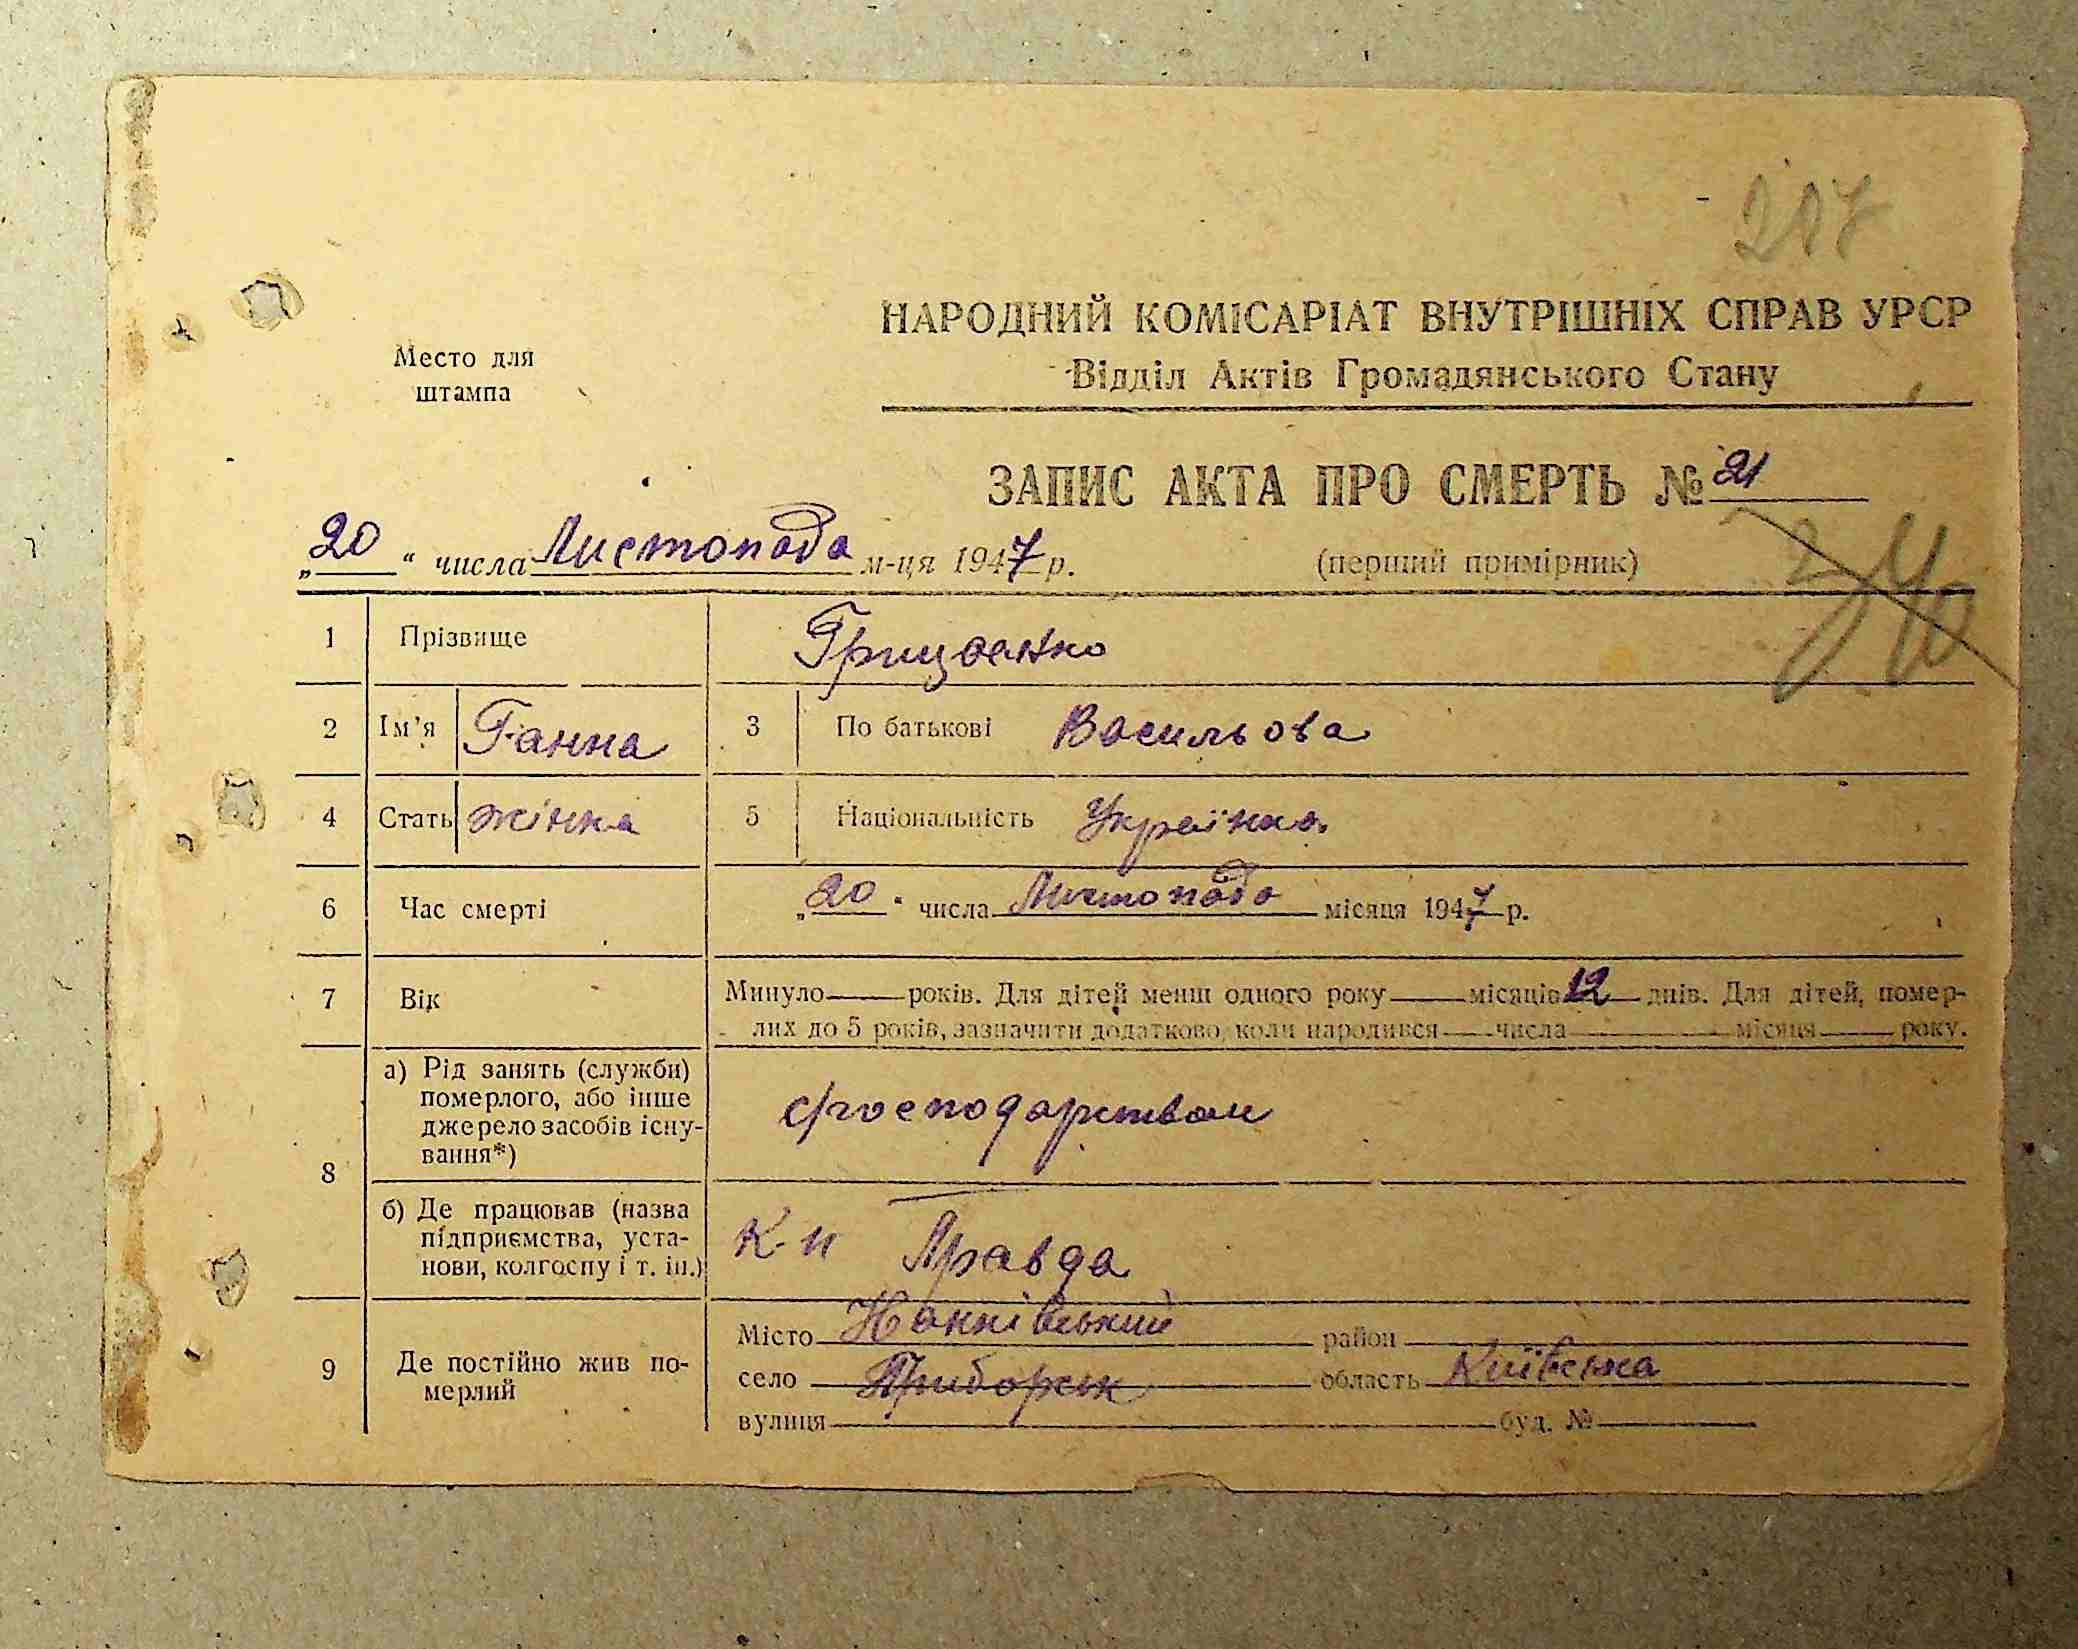 217
НАРОДНИЙ КОМІСАРІАТ ВНУТРІШНІХ СПРАВ УРСР
Место для штампа
Відділ Актів Громадянського Стану
ЗАПИС АКТА ПРО СМЕРТЬ № 21
„20“ числа Листопада м-ця 1947 р. (перший примірник)
1 Прізвище Гриценко
2 Ім’я Ганна 3 По батькові Васильова
4 Стать жінка 5 Національність Українка
6 Час смерті „20“ числа Листопада місяця 1947 р.
7 Вік Минуло — років. Для дітей менш одного року — місяців 12 днів. Для дітей, помер-
лих до 5 років, зазначити додатково, коли народився — числа — місяця — року.
8 а) Рід занять (служби)
померлого, або інше
джерело засобів існу-
вання*)
с/господарством
б) Де працював (назва
підприємства, уста-
нови, колгоспу і т. ін.)
К-п Правда
9 Де постійно жив по-
мерлий
Місто район
село Приборськ область Київська
вулиця буд. №